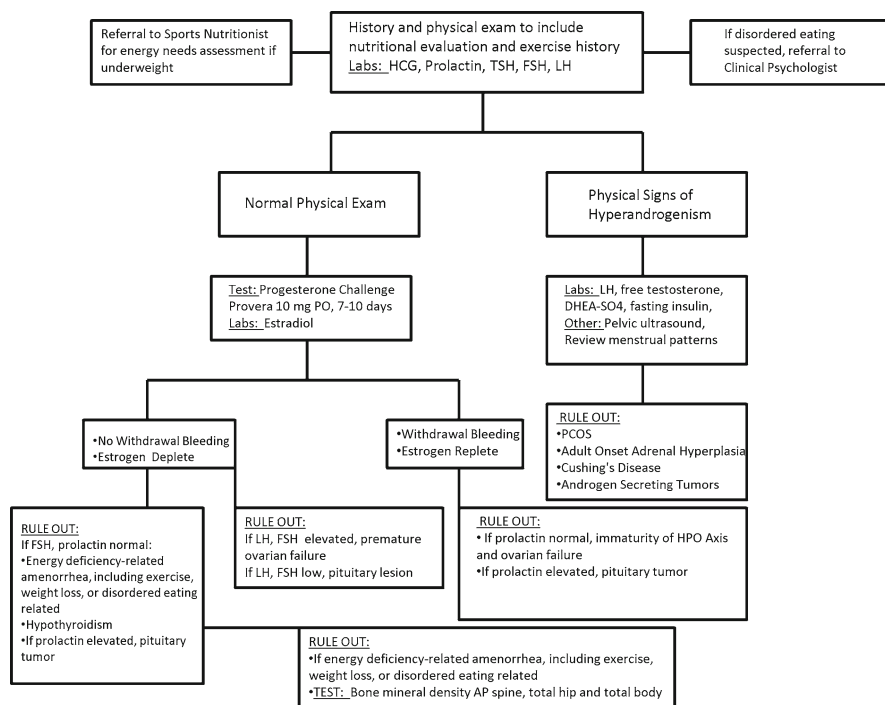 Referral to Sports Nutritionist
for energy needs assessment if
underweight
History and physical exam to include
nutritional evaluation and exercise history
Labs: HCG, Prolactin, TSH, FSH, LH
If disordered eating
suspected, referral to
Clinical Psychologist
Normal Physical Exam
Physical Signs of
Hyperandrogenism
Test: Progesterone Challenge
Provera 10 mg PO, 7-10 days
Labs: Estradiol
Labs: LH, free testosterone,
DHEA-SO4, fasting insulin,
Other: Pelvic ultrasound,
Review menstrual patterns
•No Withdrawal Bleeding
•Estrogen Deplete
•Withdrawal Bleeding
•Estrogen Replete
RULE OUT:
•PCOS
•Adult Onset Adrenal Hyperplasia
•Cushing's Disease
•Androgen Secreting Tumors
RULE OUT:
If FSH, prolactin normal:
•Energy deficiency-related
amenorrhea, including exercise,
weight loss, or disordered eating
related
•Hypothyroidism
•If prolactin elevated, pituitary
tumor
RULE OUT:
If LH, FSH elevated, premature
ovarian failure
If LH, FSH low, pituitary lesion
RULE OUT:
• If prolactin normal, immaturity of HPO Axis
and ovarian failure
•If prolactin elevated, pituitary tumor
RULE OUT:
•If energy deficiency-related amenorrhea, including exercise,
weight loss, or disordered eating related
•TEST: Bone mineral density AP spine, total hip and total body